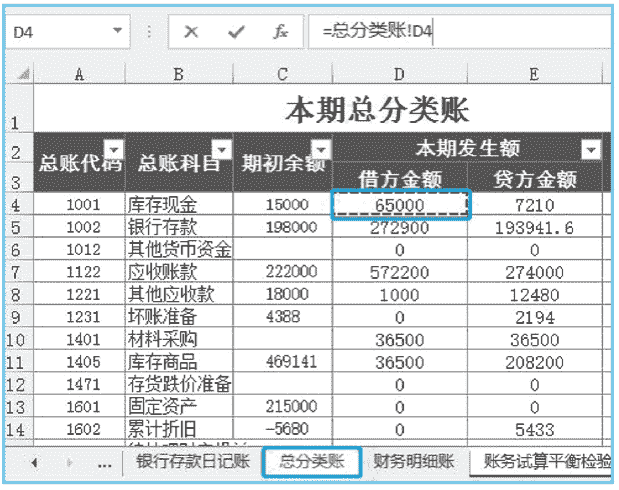 D4 fx =总分类账!D4
A B C D E
1 本期总分类账
2 总账代码 总账科目 期初余额 本期发生额
3 借方金额 贷方金额
4 1001 库存现金 15000 65000 7210
5 1002 银行存款 198000 272900 193941.6
6 1012 其他货币资金 0 0
7 1122 应收账款 222000 572200 274000
8 1221 其他应收款 18000 1000 12480
9 1231 坏账准备 4388 0 2194
10 1401 材料采购 36500 36500
11 1405 库存商品 469141 36500 208200
12 1471 存货跌价准备 0 0
13 1601 固定资产 215000 0 0
14 1602 累计折旧 -5680 0 5433
... 银行存款日记账 总分类账 财务明细账 账务试算平衡检验